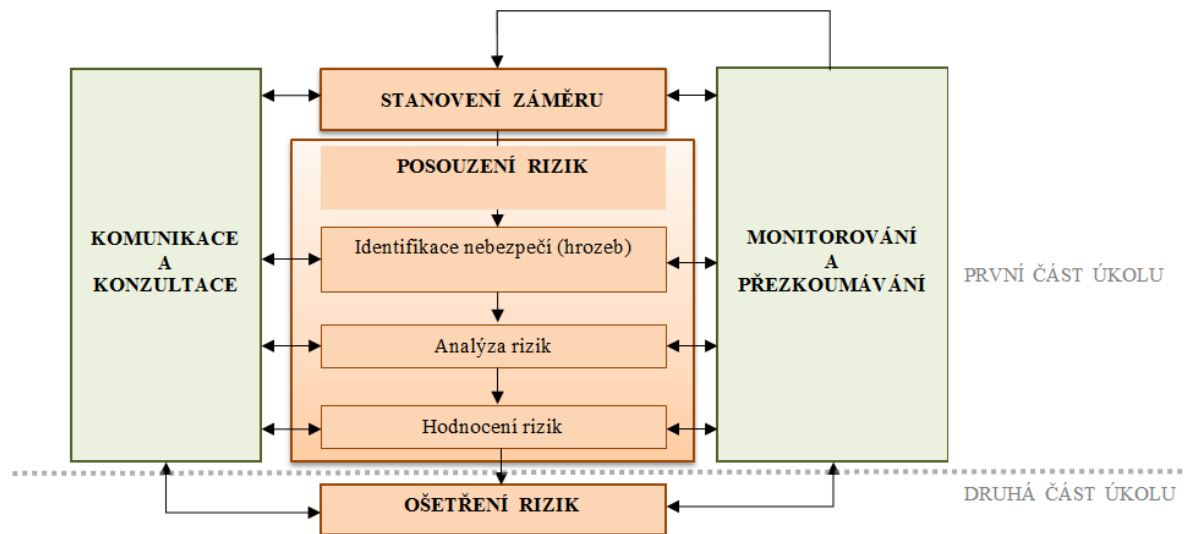 STANOVENÍ ZÁMĚRU
POSOUZENÍ RIZIK
KOMUNIKACE
A
KONZULTACE
Identifikace nebezpečí (hrozeb)
MONITOROVÁNÍ
A
PŘEZKOUMÁVÁNÍ
PRVNÍ ČÁST ÚKOLU
Analýza rizik
Hodnocení rizik
OŠETŘENÍ RIZIK
DRUHÁ ČÁST ÚKOLU